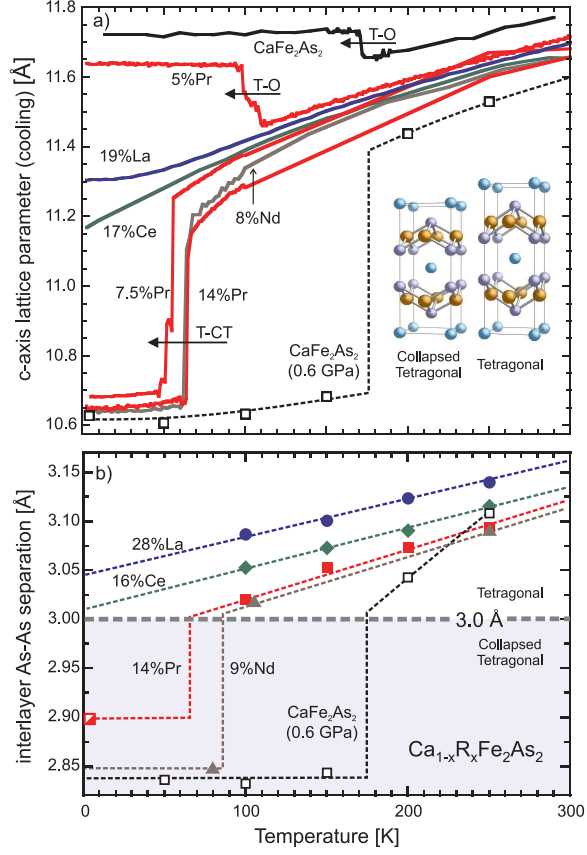 a)
c-axis lattice parameter (cooling) [Å]
11.8
11.6
11.4
11.2
11.0
10.8
10.6
T-O
CaFe2As2
5%Pr
T-O
19%La
17%Ce
8%Nd
7.5%Pr
14%Pr
T-CT
CaFe2As2
(0.6 GPa)
Collapsed
Tetragonal
Tetragonal
b)
interlayer As-As separation [Å]
3.15
3.10
3.05
3.00
2.95
2.90
2.85
28%La
16%Ce
Tetragonal
3.0 Å
Collapsed
Tetragonal
14%Pr
9%Nd
CaFe2As2
(0.6 GPa)
Ca1-xRxFe2As2
0
100
200
300
Temperature [K]